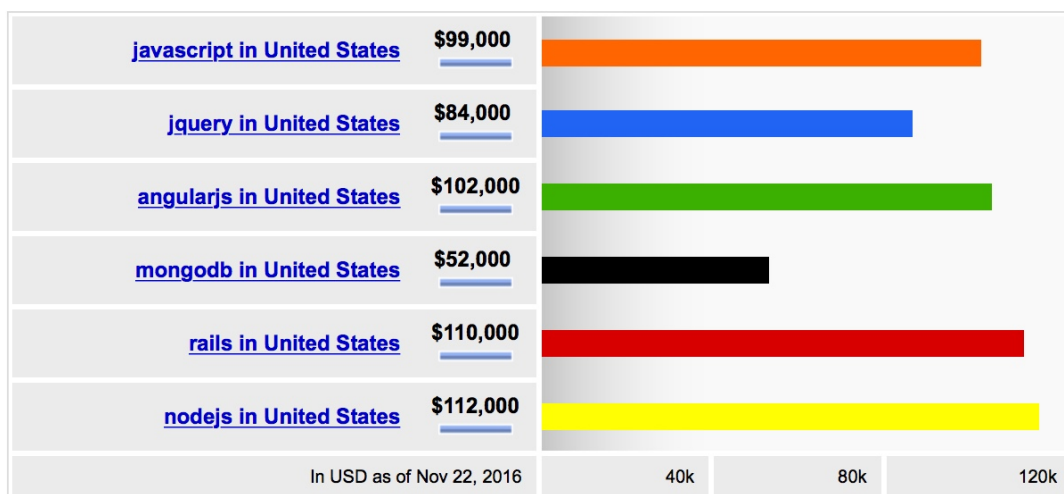 javascript in United States $99,000
jquery in United States $84,000
angularjs in United States $102,000
mongodb in United States $52,000
rails in United States $110,000
nodejs in United States $112,000
In USD as of Nov 22, 2016 40k 80k 120k